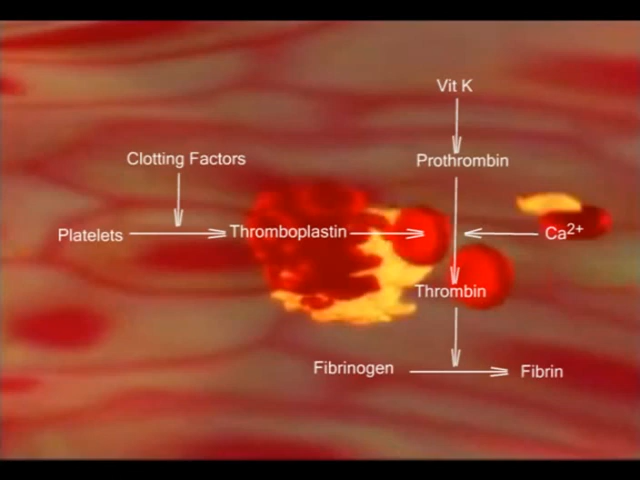 Vit K
Clotting Factors
Prothrombin
Platelets
Thromboplastin
Ca2+
Thrombin
Fibrinogen
Fibrin